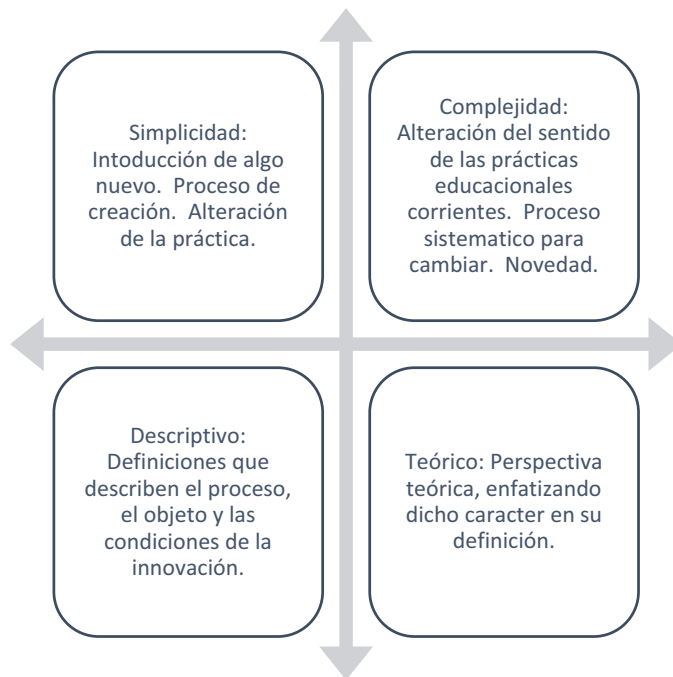 Simplicidad:
Intoducción de algo
nuevo. Proceso de
creación. Alteración
de la práctica.
Complejidad:
Alteración del sentido
de las prácticas
educacionales
corrientes. Proceso
sistematico para
cambiar. Novedad.
Descriptivo:
Definiciones que
describen el proceso,
el objeto y las
condiciones de la
innovación.
Teórico: Perspectiva
teórica, enfatizando
dicho caracter en su
definición.